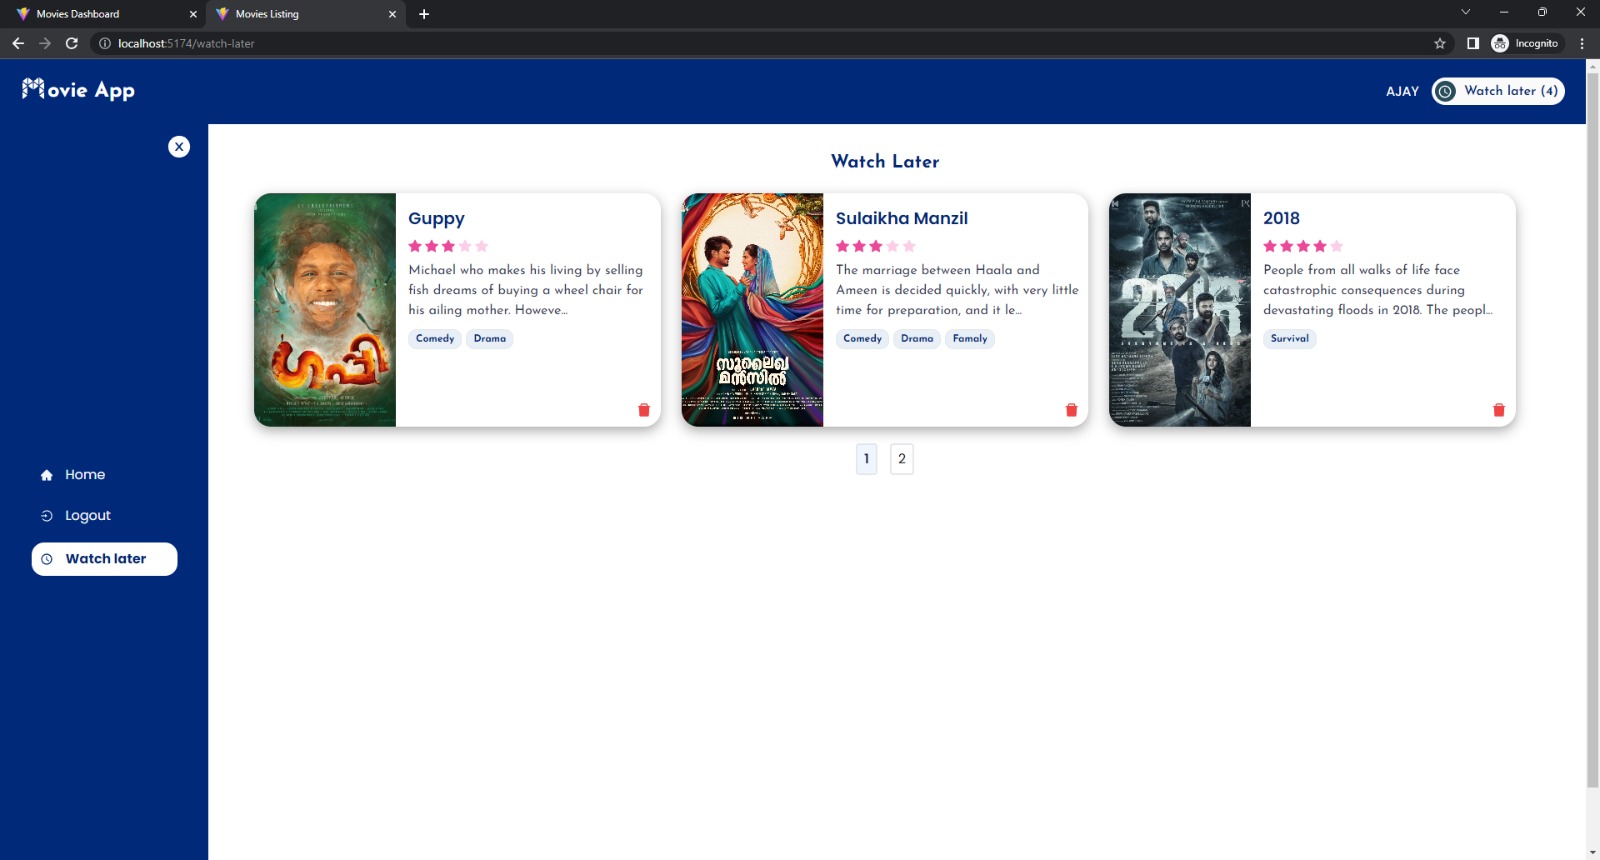 Movies Dashboard
Movies Listing
localhost:5174/watch-later
Incognito
Movie App
AJAY
Watch later (4)
X
Watch Later
ഗപ്പി
Guppy
Michael who makes his living by selling
fish dreams of buying a wheel chair for
his ailing mother. Howeve...
Comedy Drama
സുലൈഖ
മൻസിൽ
Sulaikha Manzil
The marriage between Haala and
Ameen is decided quickly, with very little
time for preparation, and it le...
Comedy Drama Famaly
2018
2018
People from all walks of life face
catastrophic consequences during
devastating floods in 2018. The peopl...
Survival
1 2
Home
Logout
Watch later